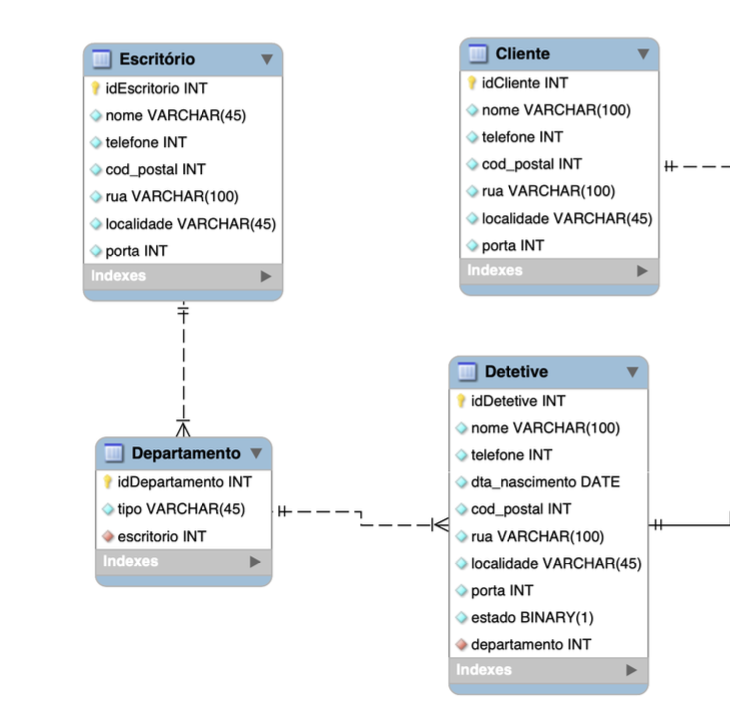 Escritório
idEscritorio INT
nome VARCHAR(45)
telefone INT
cod_postal INT
rua VARCHAR(100)
localidade VARCHAR(45)
porta INT
Indexes
Cliente
idCliente INT
nome VARCHAR(100)
telefone INT
cod_postal INT
rua VARCHAR(100)
localidade VARCHAR(45)
porta INT
Indexes
Departamento
idDepartamento INT
tipo VARCHAR(45)
escritorio INT
Indexes
Detetive
idDetetive INT
nome VARCHAR(100)
telefone INT
dta_nascimento DATE
cod_postal INT
rua VARCHAR(100)
localidade VARCHAR(45)
porta INT
estado BINARY(1)
departamento INT
Indexes